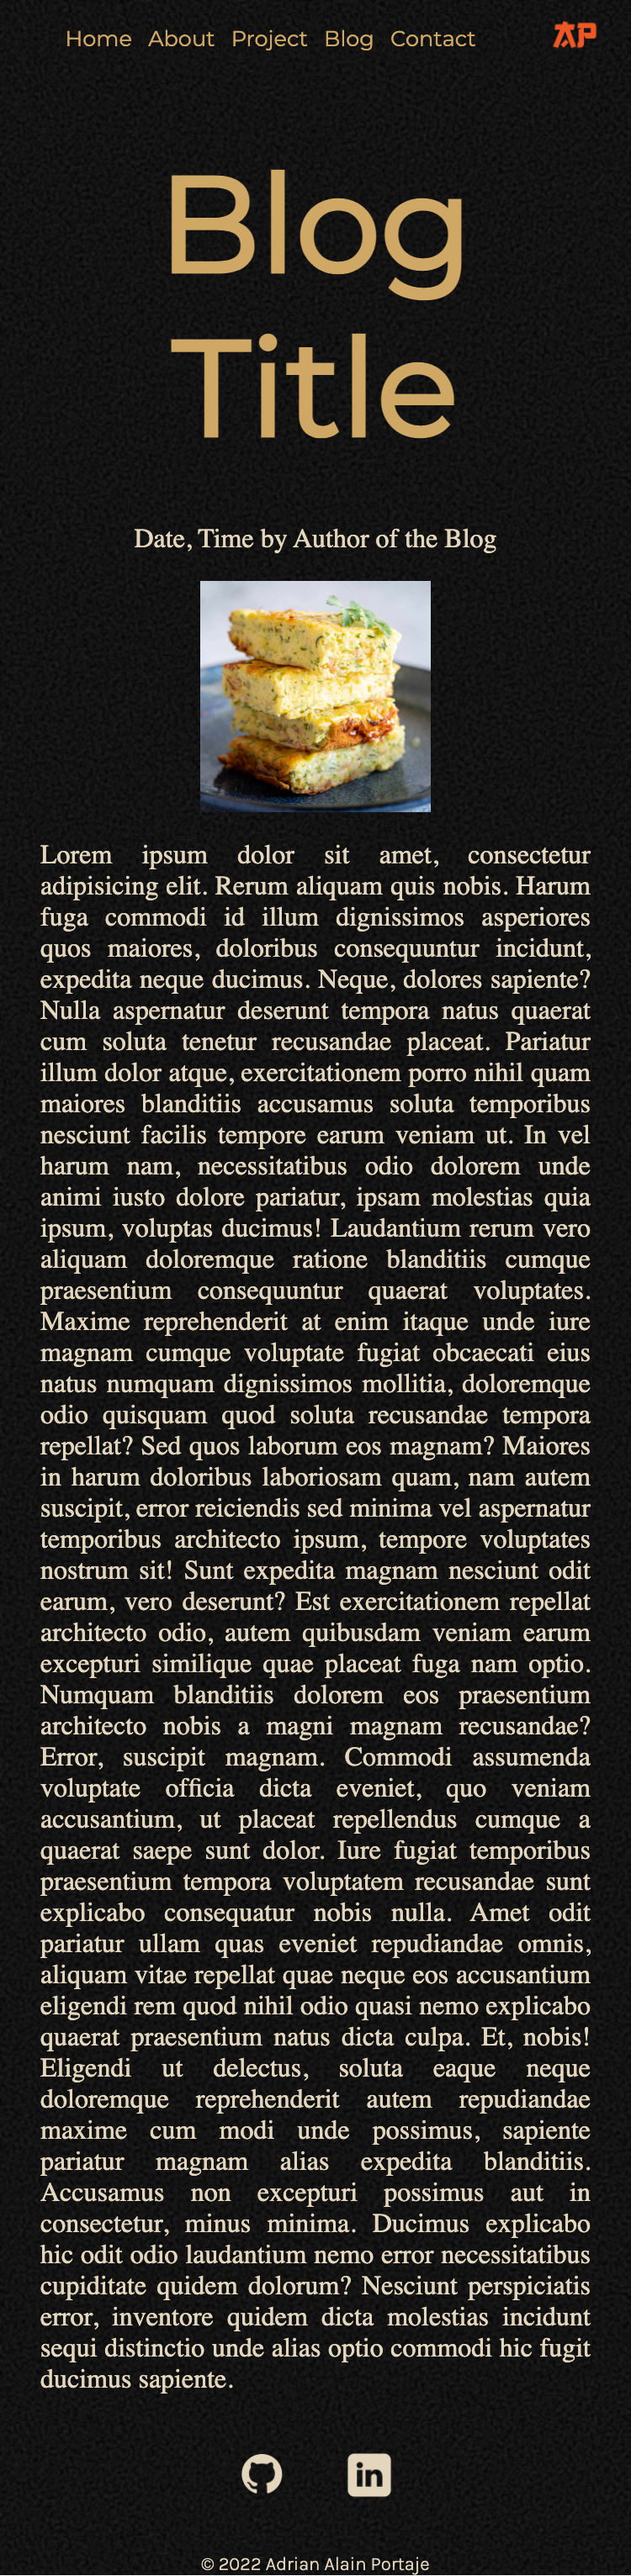 Home About Project Blog Contact AP
Blog
Title
Date, Time by Author of the Blog
Lorem ipsum dolor sit amet, consectetur
adipisicing elit. Rerum aliquam quis nobis. Harum
fuga commodi id illum dignissimos asperiores
quos maiores, doloribus consequuntur incidunt,
expedita neque ducimus. Neque, dolores sapiente?
Nulla aspernatur deserunt tempora natus quaerat
cum soluta tenetur recusandae placeat. Pariatur
illum dolor atque, exercitationem porro nihil quam
maiores blanditiis accusamus soluta temporibus
nesciunt facilis tempore earum veniam ut. In vel
harum nam, necessitatibus odio dolorem unde
animi iusto dolore pariatur, ipsam molestias quia
ipsum, voluptas ducimus! Laudantium rerum vero
aliquam doloremque ratione blanditiis cumque
praesentium consequuntur quaerat voluptates.
Maxime reprehenderit at enim itaque unde iure
magnam cumque voluptate fugiat obcaecati eius
natus numquam dignissimos mollitia, doloremque
odio quisquam quod soluta recusandae tempora
repellat? Sed quos laborum eos magnam? Maiores
in harum doloribus laboriosam quam, nam autem
suscipit, error reiciendis sed minima vel aspernatur
temporibus architecto ipsum, tempore voluptates
nostrum sit! Sunt expedita magnam nesciunt odit
earum, vero deserunt? Est exercitationem repellat
architecto odio, autem quibusdam veniam earum
excepturi similique quae placeat fuga nam optio.
Numquam blanditiis dolorem eos praesentium
architecto nobis a magni magnam recusandae?
Error, suscipit magnam. Commodi assumenda
voluptate officia dicta eveniet, quo veniam
accusantium, ut placeat repellendus cumque a
quaerat saepe sunt dolor. Iure fugiat temporibus
praesentium tempora voluptatem recusandae sunt
explicabo consequatur nobis nulla. Amet odit
pariatur ullam quas eveniet repudiandae omnis,
aliquam vitae repellat quae neque eos accusantium
eligendi rem quod nihil odio quasi nemo explicabo
quaerat praesentium natus dicta culpa. Et, nobis!
Eligendi ut delectus, soluta eaque neque
doloremque reprehenderit autem repudiandae
maxime cum modi unde possimus, sapiente
pariatur magnam alias expedita blanditiis.
Accusamus non excepturi possimus aut in
consectetur, minus minima. Ducimus explicabo
hic odit odio laudantium nemo error necessitatibus
cupiditate quidem dolorum? Nesciunt perspiciatis
error, inventore quidem dicta molestias incidunt
sequi distinctio unde alias optio commodi hic fugit
ducimus sapiente.
in
© 2022 Adrian Alain Portaje